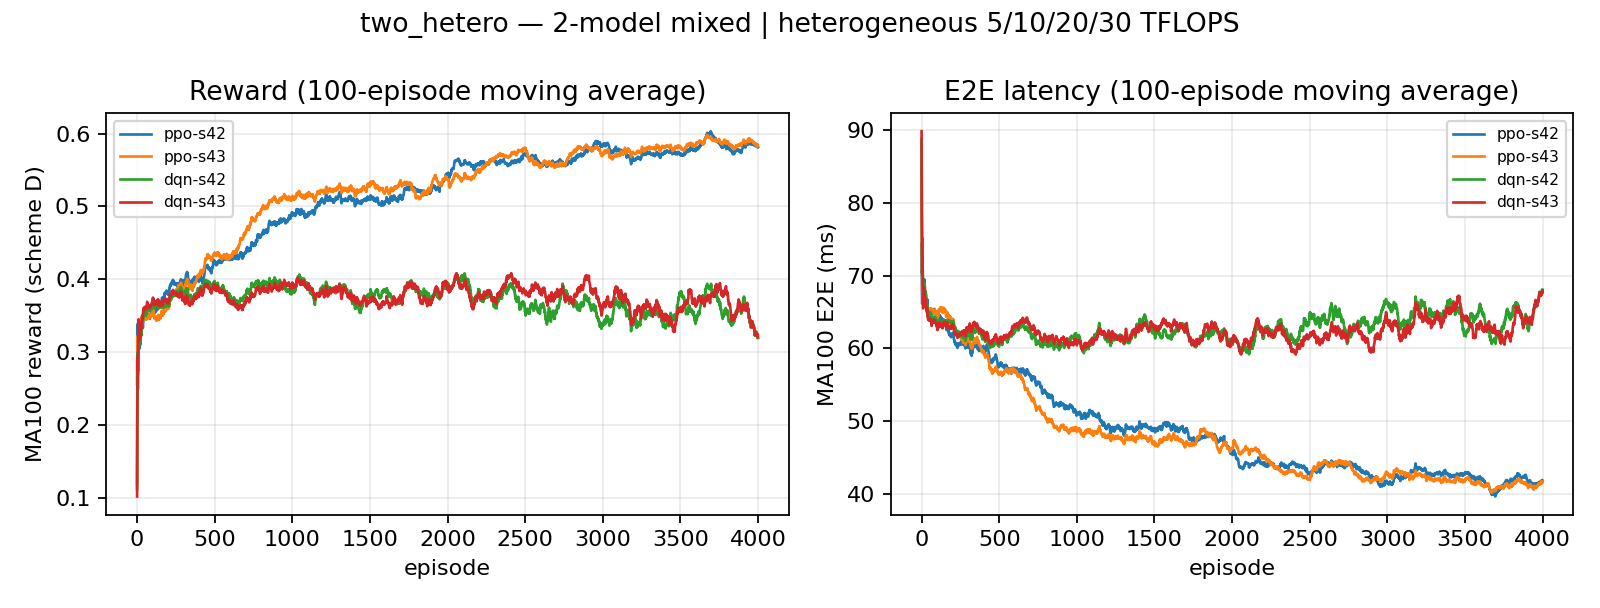 two_hetero — 2-model mixed | heterogeneous 5/10/20/30 TFLOPS
Reward (100-episode moving average)
MA100 reward (scheme D)
0.6
0.5
0.4
0.3
0.2
0.1
ppo-s42
ppo-s43
dqn-s42
dqn-s43
0 500 1000 1500 2000 2500 3000 3500 4000
episode
E2E latency (100-episode moving average)
MA100 E2E (ms)
90
80
70
60
50
40
ppo-s42
ppo-s43
dqn-s42
dqn-s43
0 500 1000 1500 2000 2500 3000 3500 4000
episode